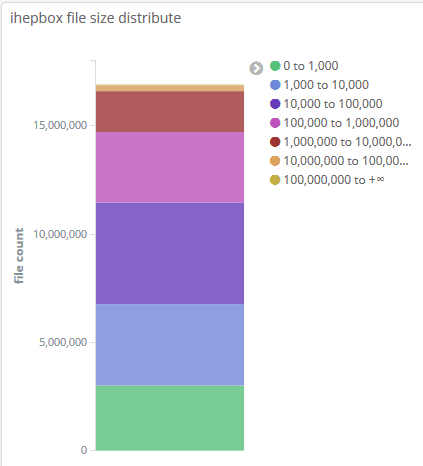 ihepbox file size distribute
0 to 1,000
1,000 to 10,000
10,000 to 100,000
100,000 to 1,000,000
1,000,000 to 10,000,0...
10,000,000 to 100,00...
100,000,000 to +∞
file count
15,000,000
10,000,000
5,000,000
0